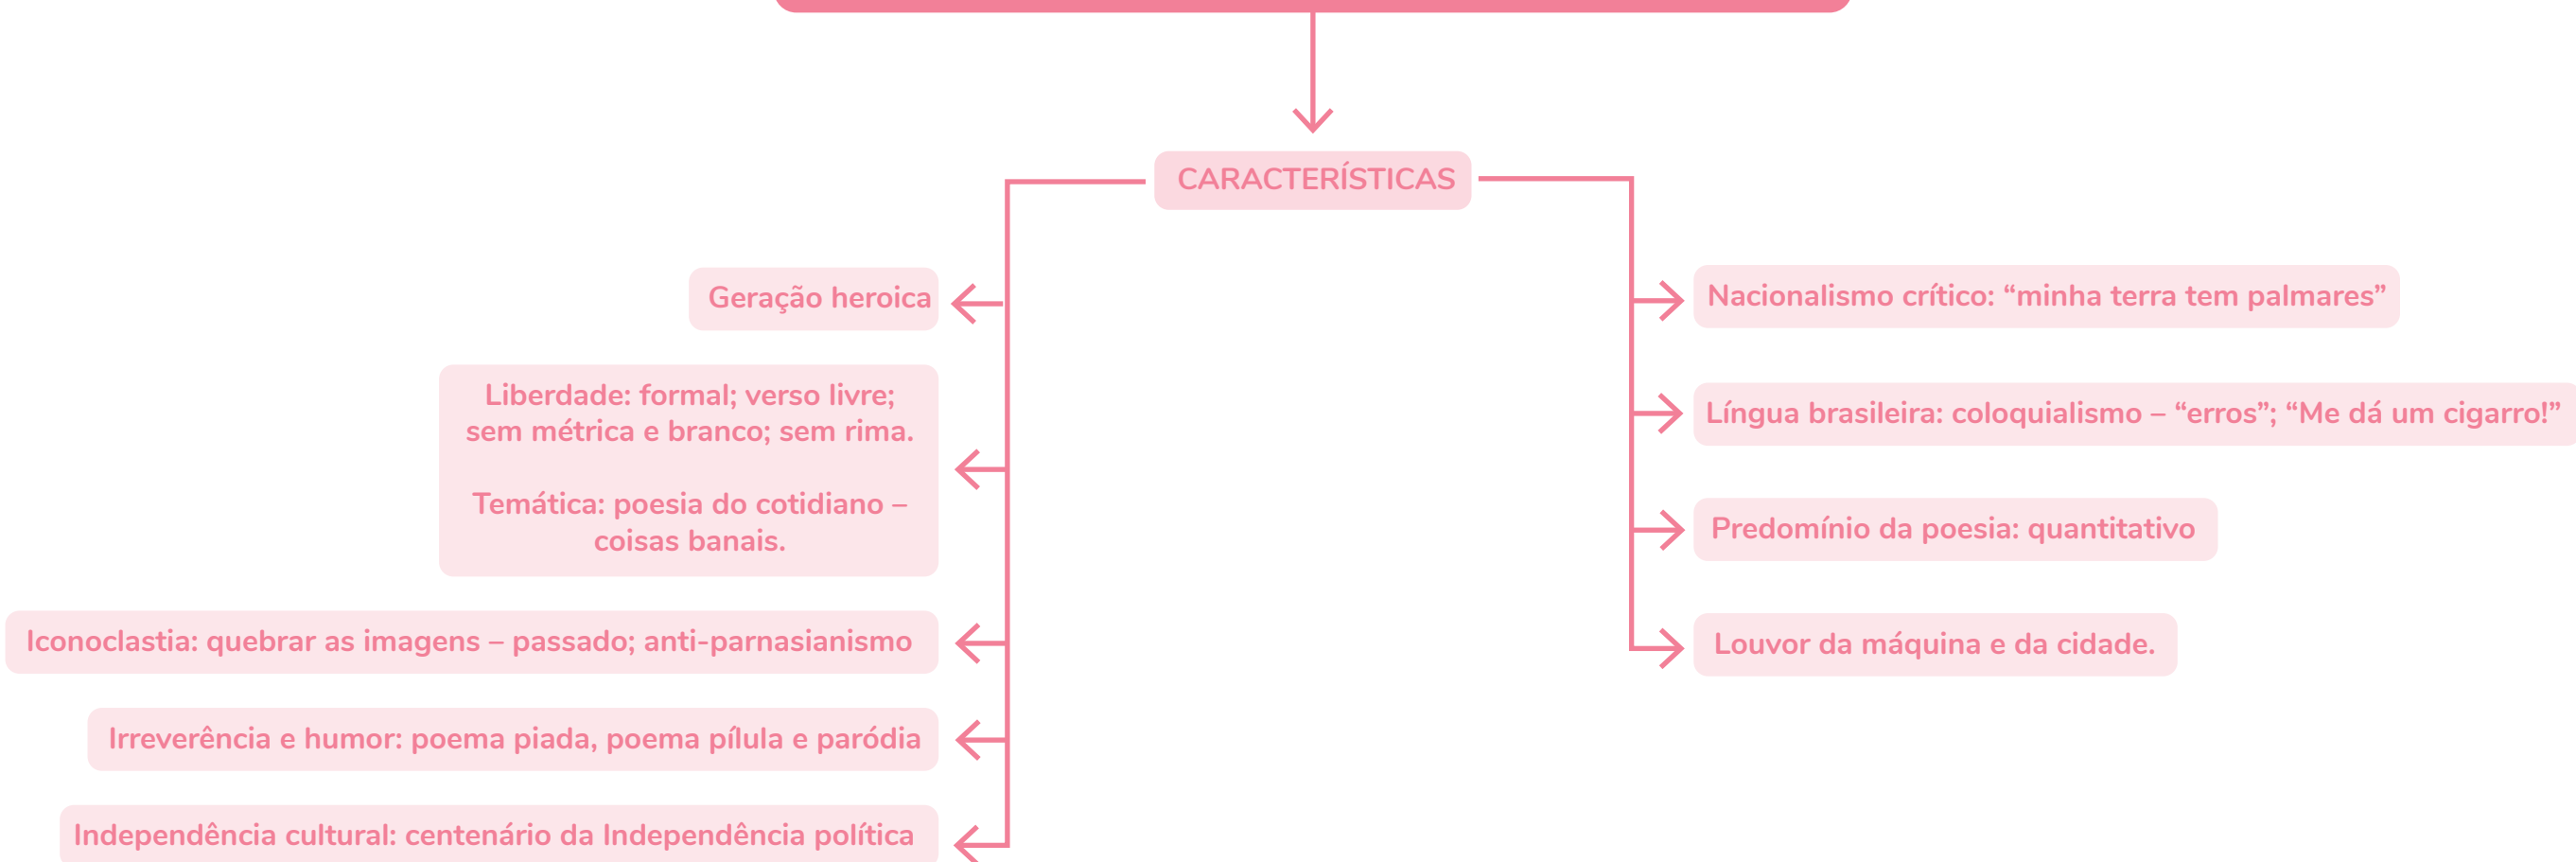 CARACTERÍSTICAS
Geração heroica
Liberdade: formal; verso livre;
sem métrica e branco; sem rima.
Temática: poesia do cotidiano –
coisas banais.
Iconoclastia: quebrar as imagens – passado; anti-parnasianismo
Irreverência e humor: poema piada, poema pílula e paródia
Independência cultural: centenário da Independência política
Nacionalismo crítico: “minha terra tem palmares”
Língua brasileira: coloquialismo – “erros”; “Me dá um cigarro!”
Predomínio da poesia: quantitativo
Louvor da máquina e da cidade.